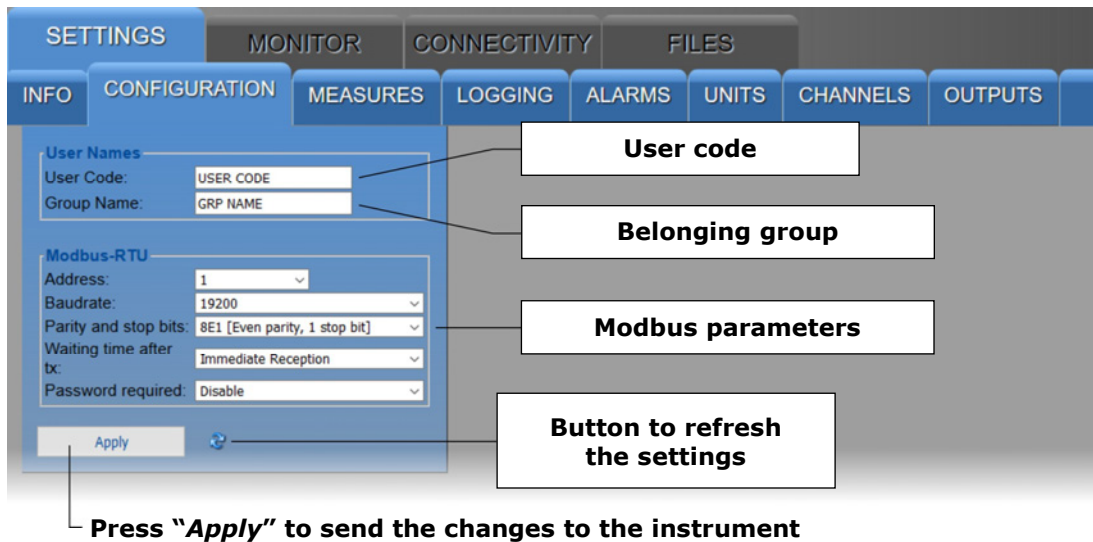 SETTINGS MONITOR CONNECTIVITY FILES
INFO CONFIGURATION MEASURES LOGGING ALARMS UNITS CHANNELS OUTPUTS
User Names
User Code: USER CODE
Group Name: GRP NAME
User code
Belonging group
Modbus-RTU
Address: 1
Baudrate: 19200
Parity and stop bits: 8E1 [Even parity, 1 stop bit]
Waiting time after
tx: Immediate Reception
Password required: Disable
Modbus parameters
Apply
Button to refresh
the settings
Press “Apply” to send the changes to the instrument